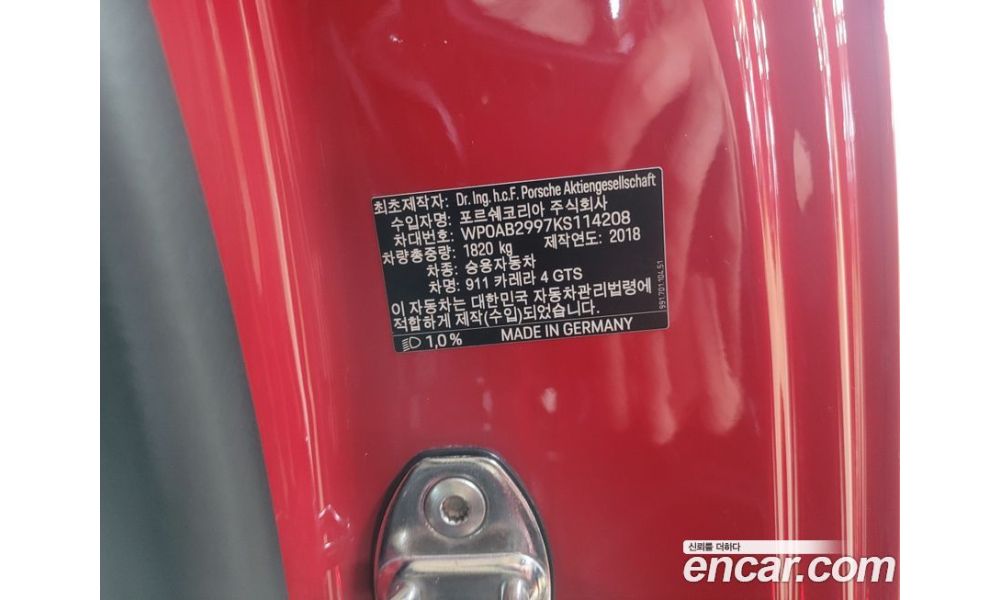 최초제작자: Dr. Ing. h.c.F. Porsche Aktiengesellschaft
수입자명: 포르쉐코리아 주식회사
차대번호: WP0AB2997KS114208
차량총중량: 1820 kg 제작연도: 2018
차종: 승용자동차
차명: 911 카레라 4 GTS
이 자동차는 대한민국 자동차관리법령에
적합하게 제작(수입)되었습니다.
1,0 % MADE IN GERMANY
991.701.104.51
신뢰를 더하다
encar.com